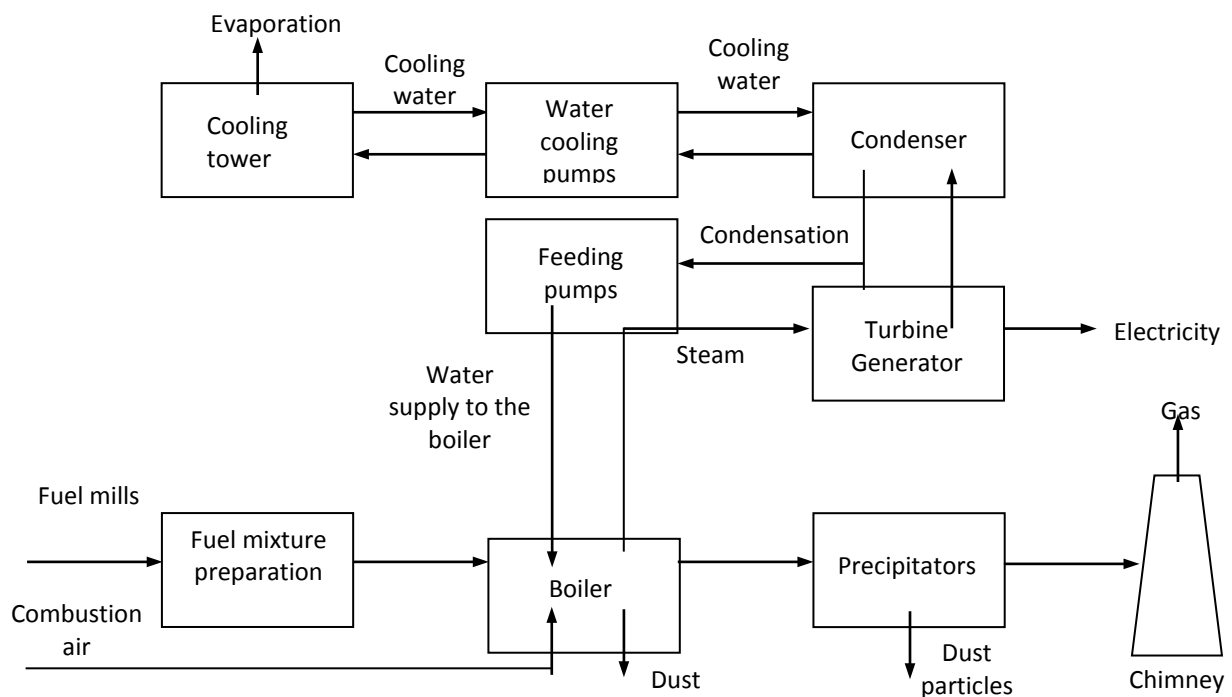 Evaporation
Cooling
water
Cooling
water
Cooling
tower
Water
cooling
pumps
Condenser
Condensation
Feeding
pumps
Turbine
Generator
Electricity
Steam
Water
supply to the
boiler
Gas
Fuel mills
Fuel mixture
preparation
Boiler
Precipitators
Combustion
air
Dust
Dust
particles
Chimney